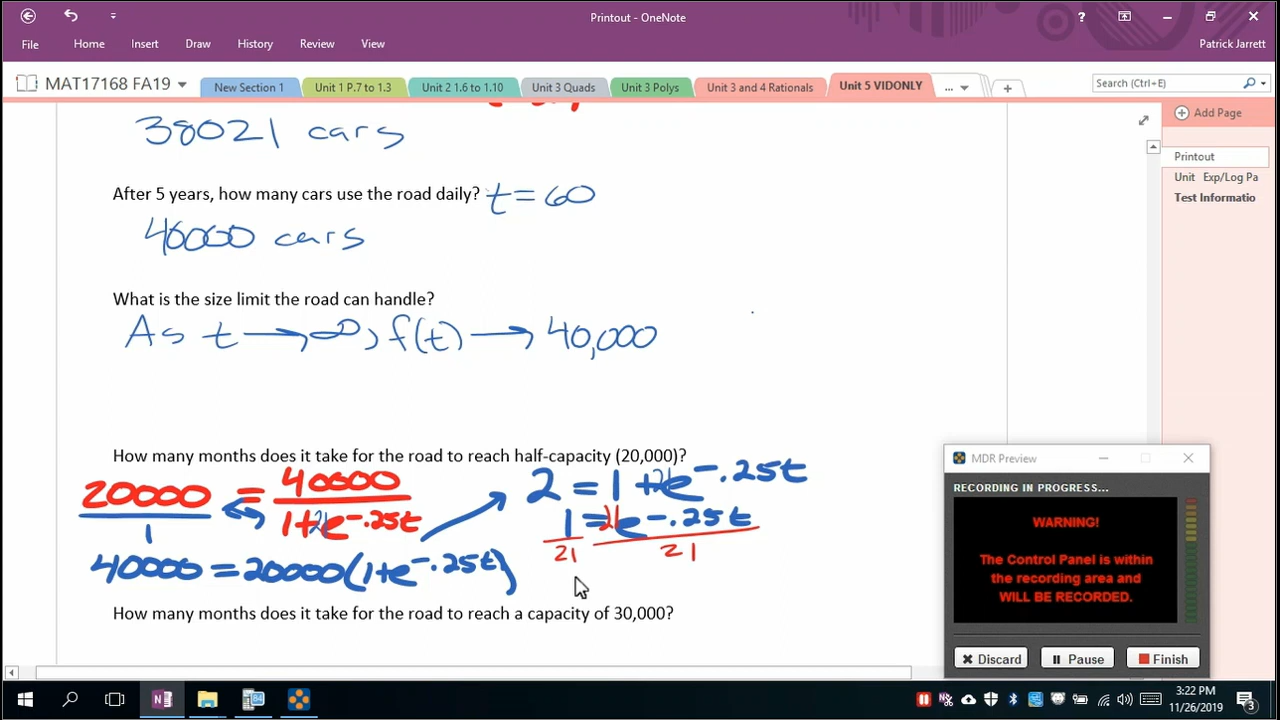 Printout - OneNote
?
File Home Insert Draw History Review View
Patrick Jarrett
MAT17168 FA19
New Section 1
Unit 1 P.7 to 1.3
Unit 2 1.6 to 1.10
Unit 3 Quads
Unit 3 Polys
Unit 3 and 4 Rationals
Unit 5 VIDONLY
...
+
Search (Ctrl+E)
Add Page
Printout
Unit Exp/Log Pa
Test Informatio
38021 cars
After 5 years, how many cars use the road daily? t = 60
40000 cars
What is the size limit the road can handle?
As t → ∞, f(t) → 40,000
How many months does it take for the road to reach half-capacity (20,000)?
20000/1 = 40000/1+21e^-.25t
2 = 1+21e^-.25t
1/21 = 21e^-.25t/21
40000 = 20000(1+e^-.25t)
How many months does it take for the road to reach a capacity of 30,000?
MDR Preview
RECORDING IN PROGRESS...
WARNING!
The Control Panel is within
the recording area and
WILL BE RECORDED.
Discard
Pause
Finish
3:22 PM
11/26/2019
3